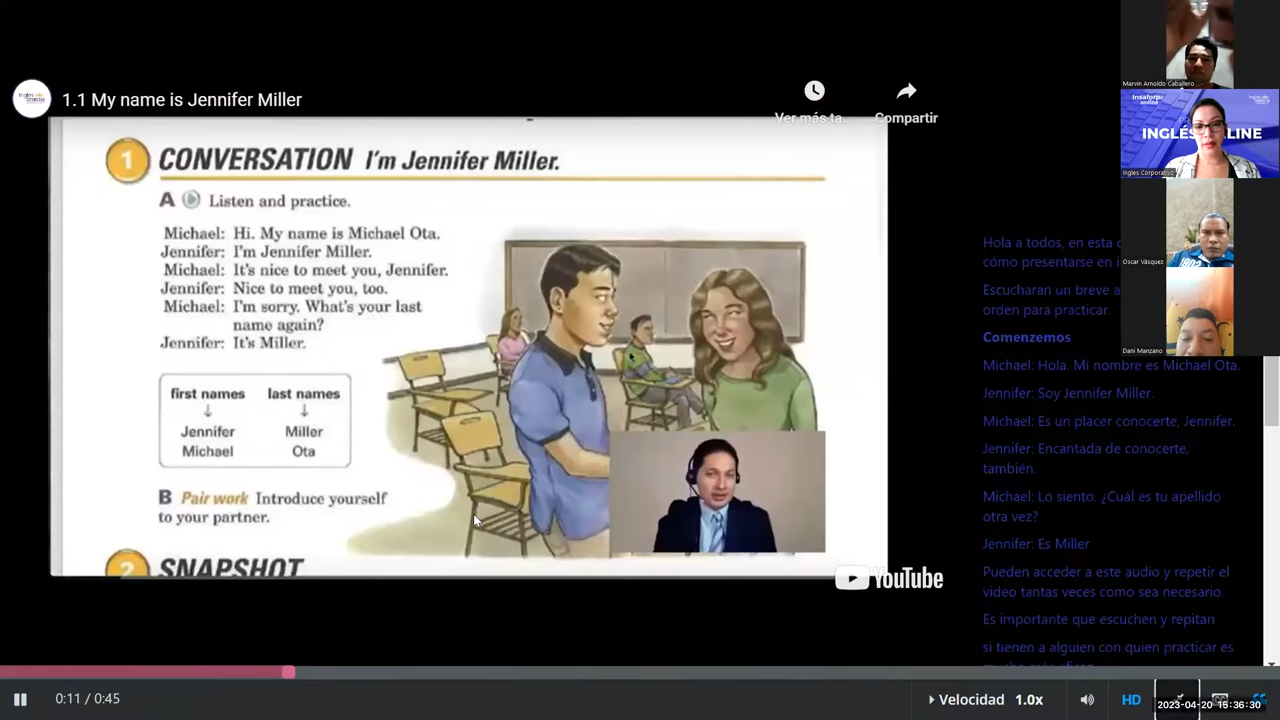 1.1 My name is Jennifer Miller
Ver más ta...
Compartir
1 CONVERSATION I'm Jennifer Miller.
A Listen and practice.
Michael: Hi. My name is Michael Ota.
Jennifer: I'm Jennifer Miller.
Michael: It's nice to meet you, Jennifer.
Jennifer: Nice to meet you, too.
Michael: I'm sorry. What's your last
name again?
Jennifer: It's Miller.
first names last names
↓ ↓
Jennifer Miller
Michael Ota
B Pair work Introduce yourself
to your partner.
2 SNAPSHOT
YouTube
Marvin Arnoldo Caballero
Insaforp
online
INGLÉS
LINE
Ingles Corporativo
Oscar Vásquez
Dani Manzano
Hola a todos, en esta
cómo presentarse en
Escucharan un breve
orden para practicar.
Comenzemos
Michael: Hola. Mi nombre es Michael Ota.
Jennifer: Soy Jennifer Miller.
Michael: Es un placer conocerte, Jennifer.
Jennifer: Encantada de conocerte,
también.
Michael: Lo siento. ¿Cuál es tu apellido
otra vez?
Jennifer: Es Miller.
Pueden acceder a este audio y repetir el
video tantas veces como sea necesario.
Es importante que escuchen y repitan
si tienen a alguien con quien practicar es
0:11 / 0:45
Velocidad 1.0x
HD
2023-04-20 15:36:30